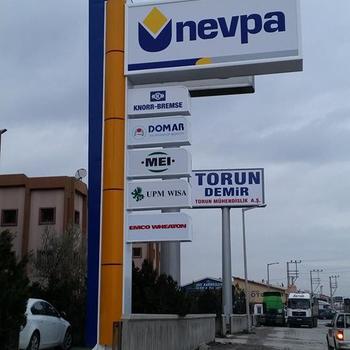 nevpa
KNORR-BREMSE
DOMAR
MEI
UPM WISA
EMCO WHEATON
TORUN
DEMİR
TORUN MÜHENDİSLİK A.Ş.